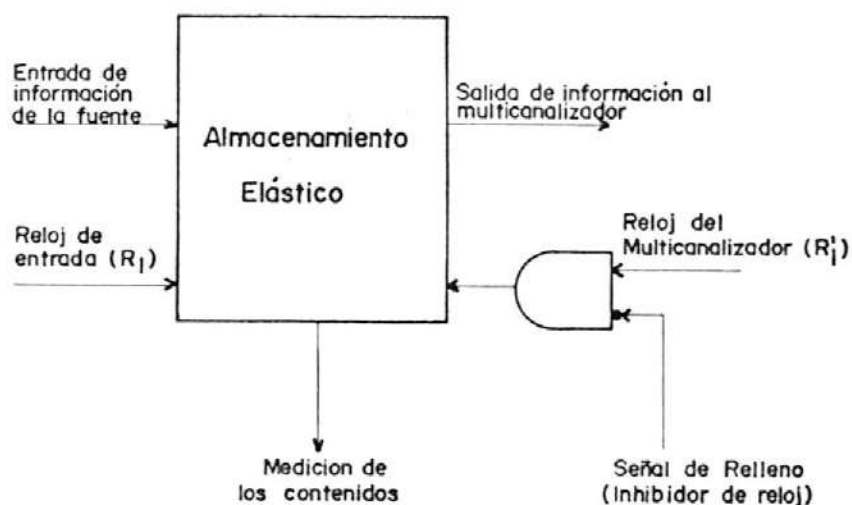 Entrada de
información
de la fuente
Almacenamiento
Elástico
Salida de información al
multicanalizador
Reloj de
entrada (R₁)
Reloj del
Multicanalizador (R₁')
Medicion de
los contenidos
Señal de Relleno
(Inhibidor de reloj)